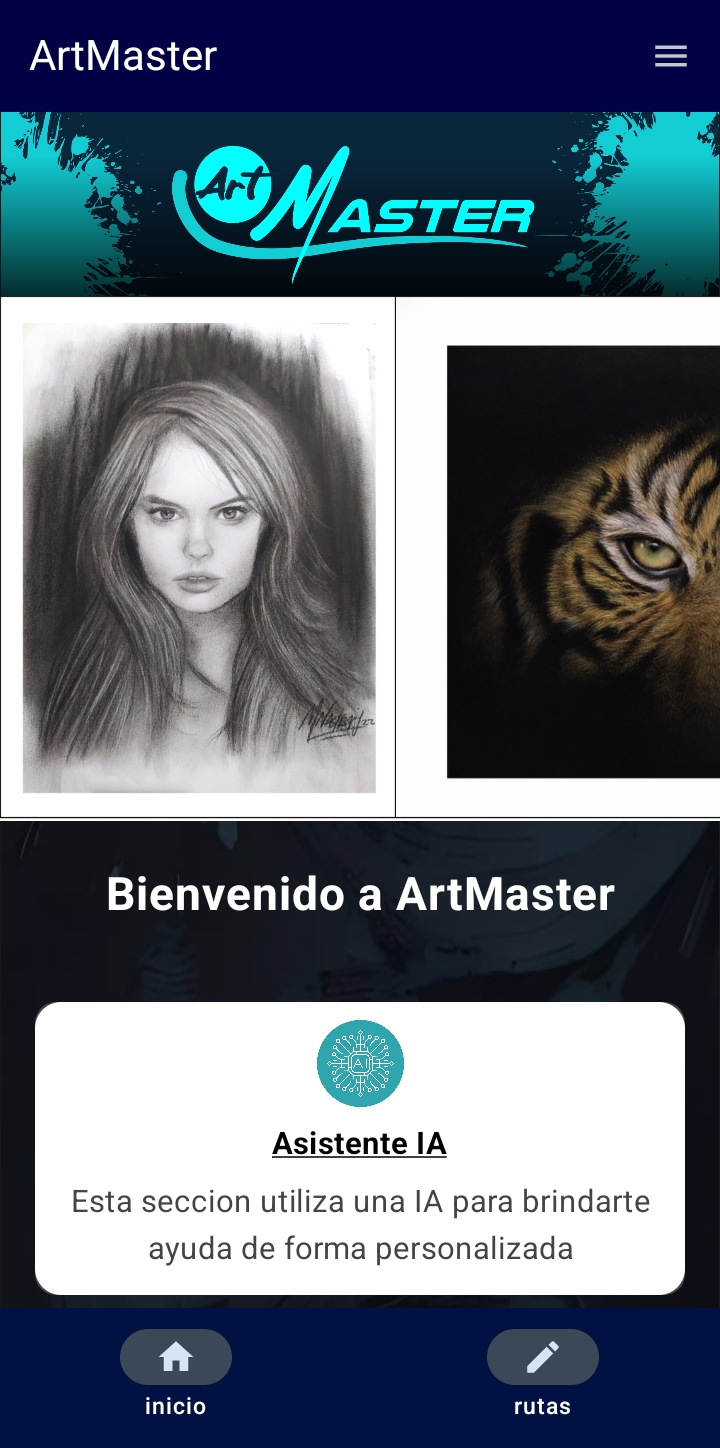 ArtMaster
Art MASTER
Bienvenido a ArtMaster
AI
Asistente IA
Esta seccion utiliza una IA para brindarte
ayuda de forma personalizada
inicio
rutas